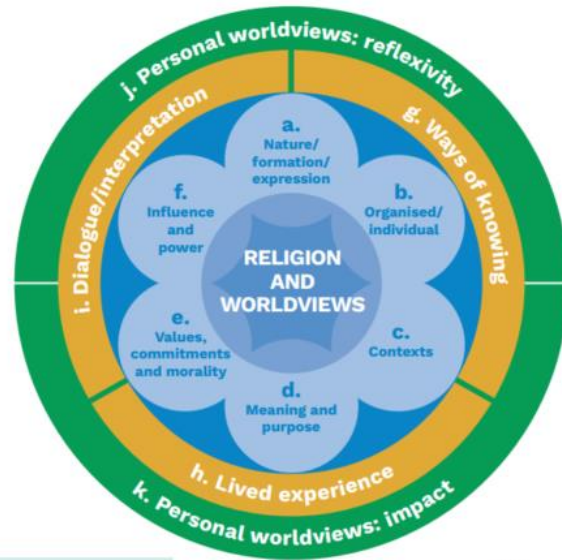 j. Personal worldviews: reflexivity
i. Dialogue/interpretation
g. Ways of knowing
a.
Nature/
formation/
expression
f.
Influence
and
power
b.
Organised/
individual
RELIGION
AND
WORLDVIEWS
e.
Values,
commitments
and morality
c.
Contexts
d.
Meaning and
purpose
h. Lived experience
k. Personal worldviews: impact